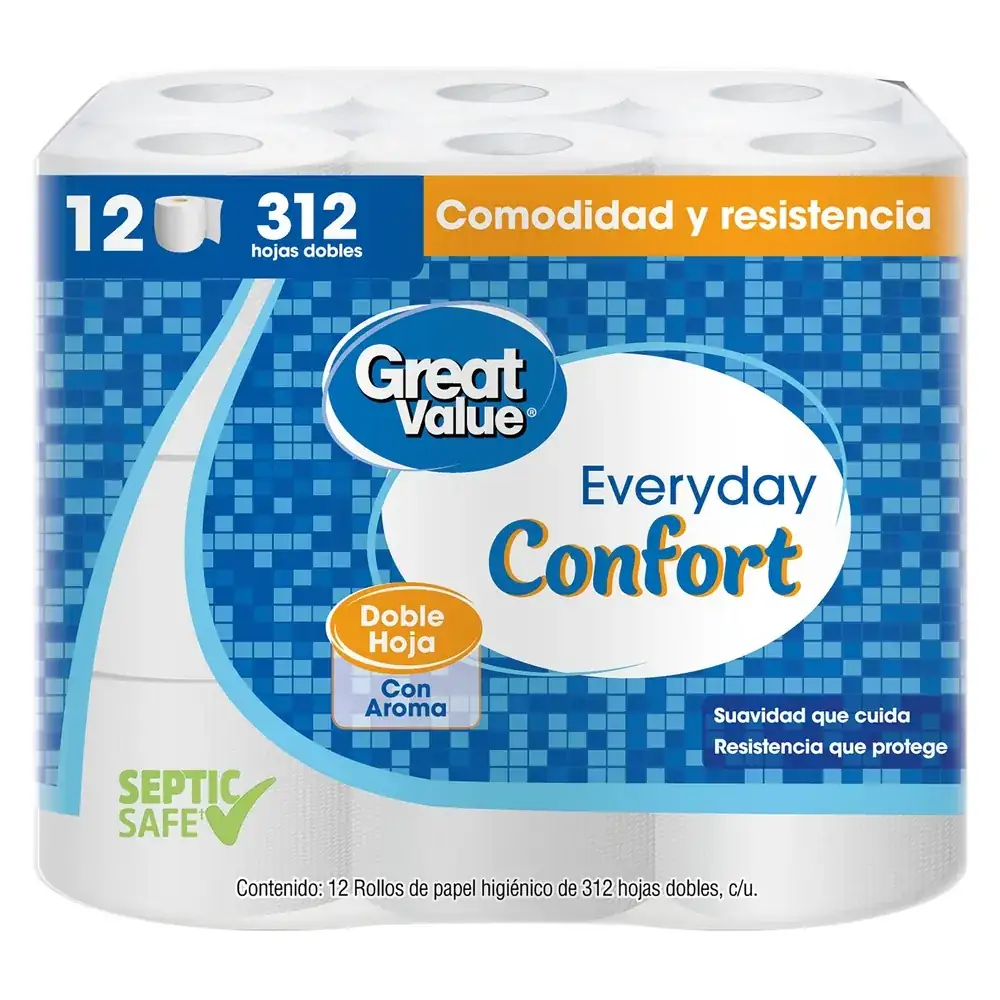 12
312
hojas dobles
Comodidad y resistencia
Great
Value®
Everyday
Confort
Doble
Hoja
Con
Aroma
Suavidad que cuida
Resistencia que protege
SEPTIC
SAFE†
Contenido: 12 Rollos de papel higiénico de 312 hojas dobles, c/u.